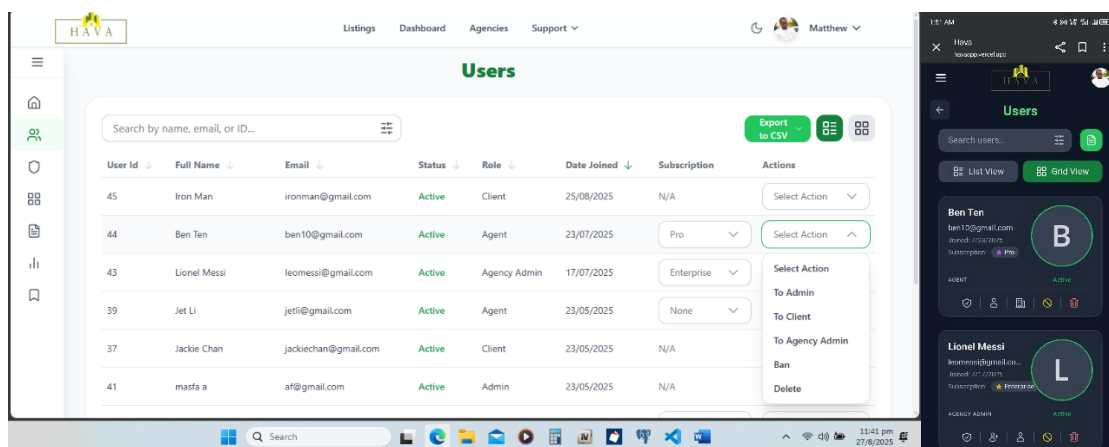 HAVA
Listings Dashboard Agencies Support Matthew
Users
Search by name, email, or ID...
Export to CSV
User Id Full Name Email Status Role Date Joined Subscription Actions
45 Iron Man ironman@gmail.com Active Client 25/08/2025 N/A Select Action
44 Ben Ten ben10@gmail.com Active Agent 23/07/2025 Pro Select Action
43 Lionel Messi leomessi@gmail.com Active Agency Admin 17/07/2025 Enterprise
39 Jet Li jetli@gmail.com Active Agent 23/05/2025 None
37 Jackie Chan jackiechan@gmail.com Active Client 23/05/2025 N/A
41 masfa a af@gmail.com Active Admin 23/05/2025 N/A
Select Action
To Admin
To Client
To Agency Admin
Ban
Delete
Search
11:41 pm
27/8/2025
1:51 AM
Hava
havaapp.vercel.app
HAVA
Users
Search users...
List View Grid View
Ben Ten
ben10@gmail.com
Joined: 7/23/2025
Subscription: Pro
B
AGENT Active
Lionel Messi
leomessi@gmail.co...
Joined: 7/17/2025
Subscription: Enterprise
L
AGENCY ADMIN Active